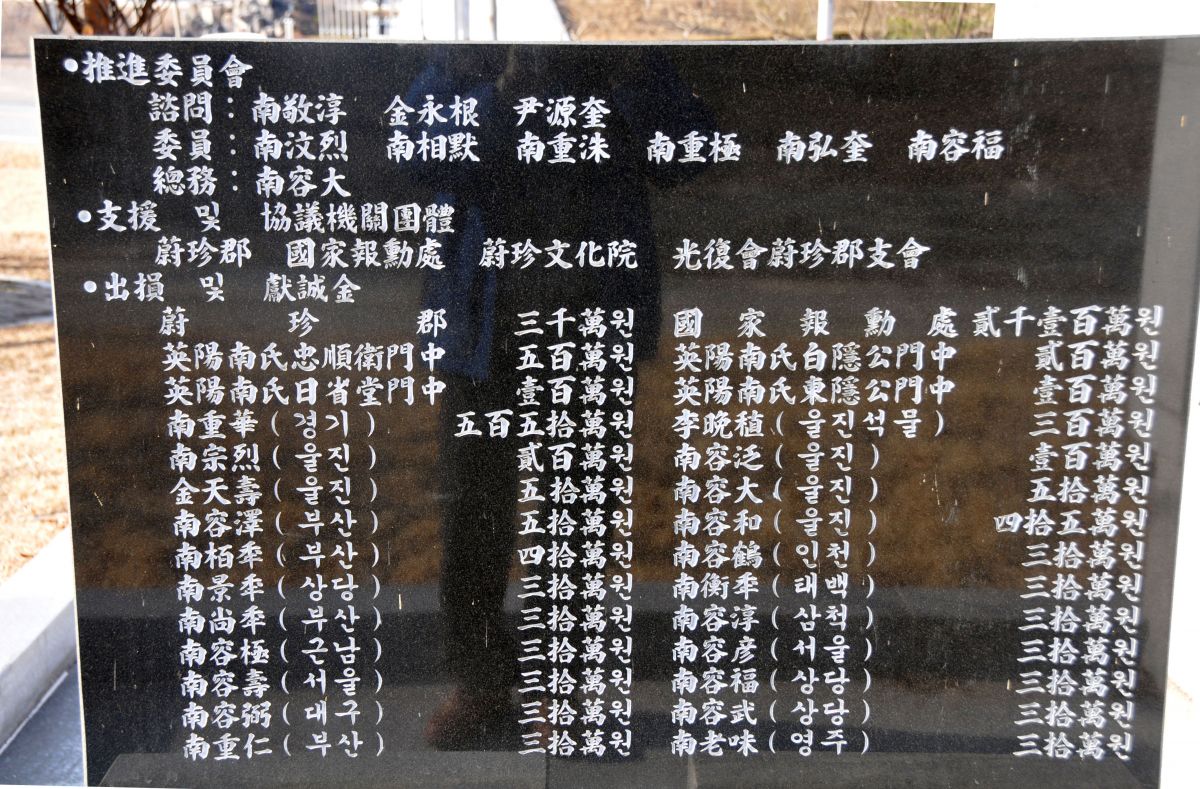 •推進委員會
諮問:南敬淳 金永根 尹源奎
委員:南汶烈 南相默 南重洙 南重極 南弘奎 南容福
總務:南容大
•支援 및 協議機關團體
蔚珍郡 國家報勳處 蔚珍文化院 光復會蔚珍郡支會
•出損 및 獻誠金
蔚珍郡 三千萬원 國家報勳處 貳千壹百萬원
英陽南氏忠順衛門中 五百萬원 英陽南氏白隱公門中 貳百萬원
英陽南氏日省堂門中 壹百萬원 英陽南氏東隱公門中 壹百萬원
南重華(경기) 五百五拾萬원 李晩稙(울진석물) 三百萬원
南宗烈(울진) 貳百萬원 南容泛(울진) 壹百萬원
金天壽(울진) 五拾萬원 南容大(울진) 五拾萬원
南容澤(부산) 五拾萬원 南容和(울진) 四拾五萬원
南栢秊(부산) 四拾萬원 南容鶴(인천) 三拾萬원
南景秊(상당) 三拾萬원 南衡秊(태백) 三拾萬원
南尙秊(부산) 三拾萬원 南容淳(삼척) 三拾萬원
南容極(근남) 三拾萬원 南容彦(서울) 三拾萬원
南容壽(서울) 三拾萬원 南容福(상당) 三拾萬원
南容弼(대구) 三拾萬원 南容武(상당) 三拾萬원
南重仁(부산) 三拾萬원 南老味(영주) 三拾萬원